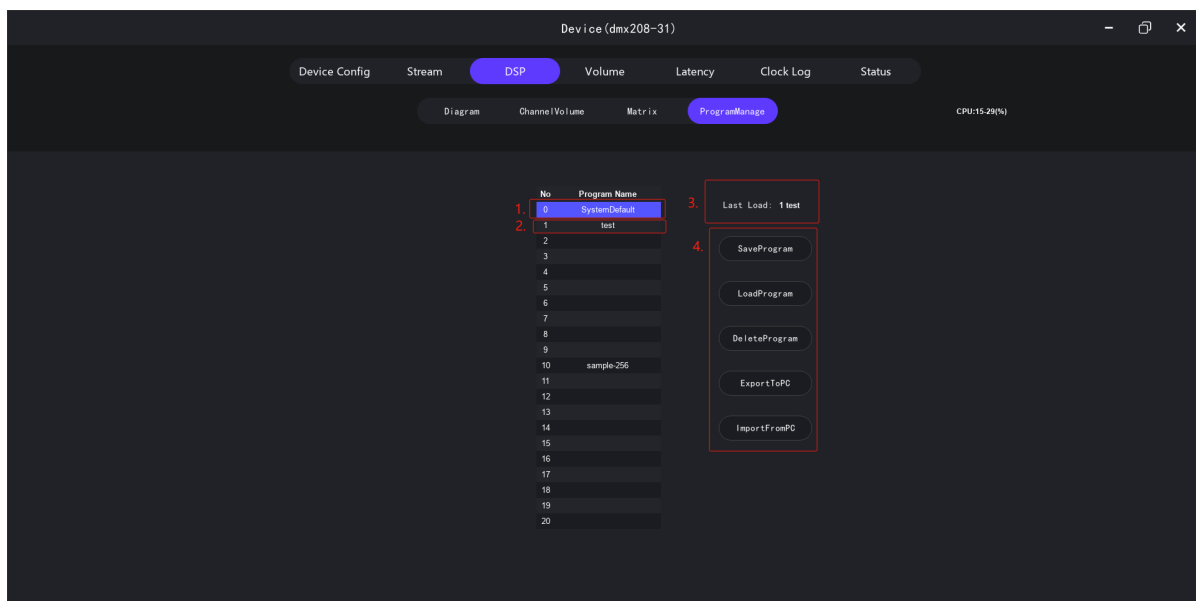 Device(dmx208-31)
Device Config Stream DSP Volume Latency Clock Log Status
Diagram ChannelVolume Matrix ProgramManage CPU:15-29(%)
No Program Name
1. 0 SystemDefault
2. 1 test
2
3
4
5
6
7
8
9
10 sample-256
11
12
13
14
15
16
17
18
19
20
3. Last Load: 1 test
4. SaveProgram
LoadProgram
DeleteProgram
ExportToPC
ImportFromPC